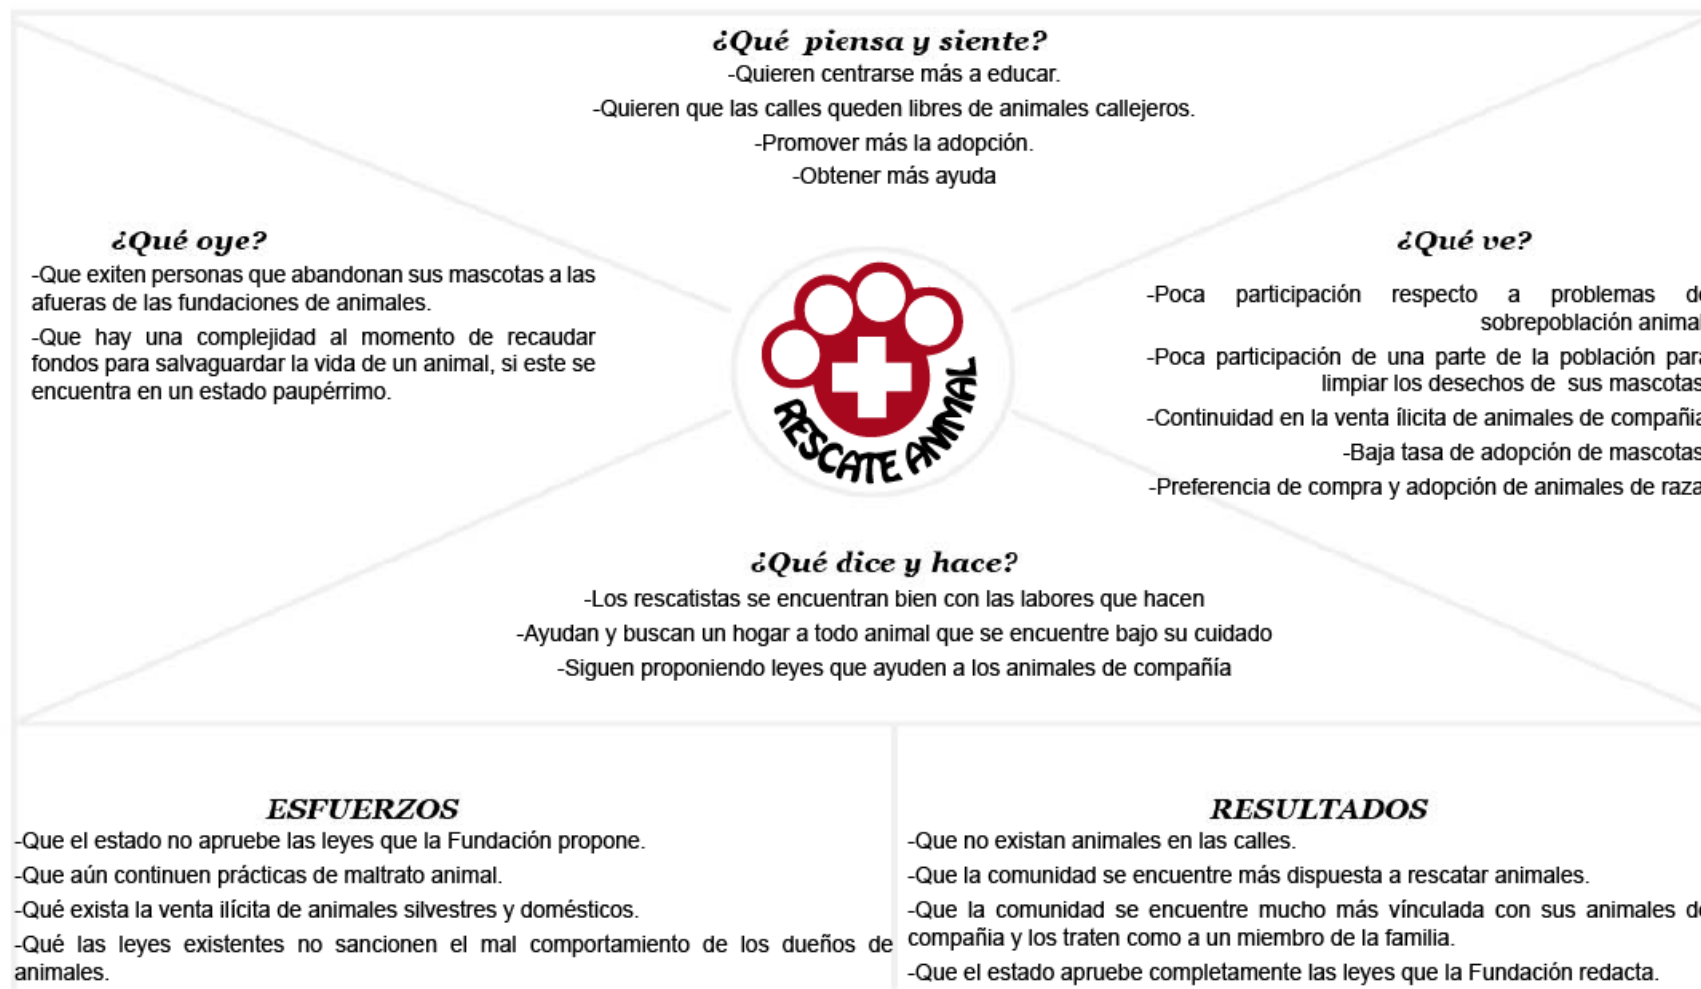 ¿Qué piensa y siente?
-Quieren centrarse más a educar.
-Quieren que las calles queden libres de animales callejeros.
-Promover más la adopción.
-Obtener más ayuda
¿Qué oye?
-Que exiten personas que abandonan sus mascotas a las
afueras de las fundaciones de animales.
-Que hay una complejidad al momento de recaudar
fondos para salvaguardar la vida de un animal, si este se
encuentra en un estado paupérrimo.
RESCATE ANIMAL
¿Qué ve?
-Poca participación respecto a problemas de
sobrepoblación animal
-Poca participación de una parte de la población para
limpiar los desechos de sus mascotas
-Continuidad en la venta ílicita de animales de compañia
-Baja tasa de adopción de mascotas
-Preferencia de compra y adopción de animales de raza
¿Qué dice y hace?
-Los rescatistas se encuentran bien con las labores que hacen
-Ayudan y buscan un hogar a todo animal que se encuentre bajo su cuidado
-Siguen proponiendo leyes que ayuden a los animales de compañía
ESFUERZOS
-Que el estado no apruebe las leyes que la Fundación propone.
-Que aún continuen prácticas de maltrato animal.
-Qué exista la venta ilícita de animales silvestres y domésticos.
-Qué las leyes existentes no sancionen el mal comportamiento de los dueños de
animales.
RESULTADOS
-Que no existan animales en las calles.
-Que la comunidad se encuentre más dispuesta a rescatar animales.
-Que la comunidad se encuentre mucho más vínculada con sus animales de
compañia y los traten como a un miembro de la familia.
-Que el estado apruebe completamente las leyes que la Fundación redacta.